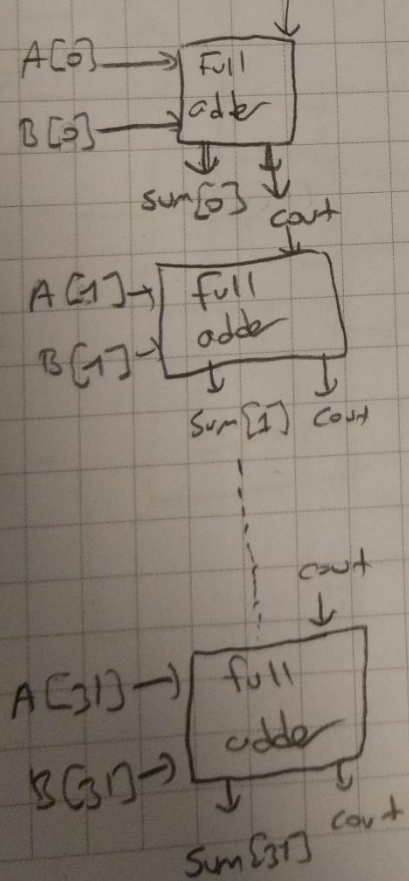 A[0]
full
adder
B[0]
sum[0]
cout
A[1]
full
adder
B[1]
sum[1] cout
cout
A[31]
full
adder
B[31]
cout
sum[31]